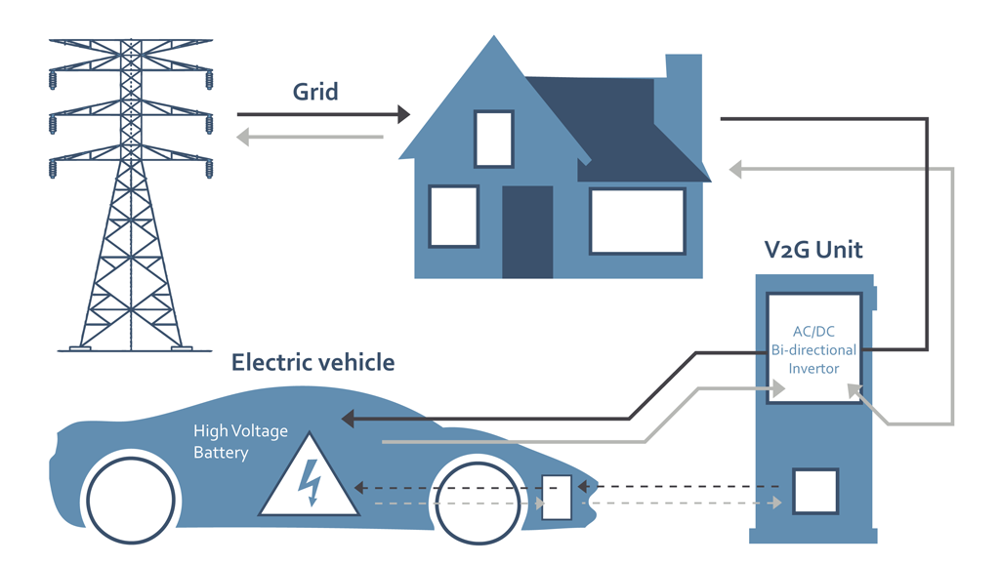 Grid
V2G Unit
AC/DC
Bi-directional
Invertor
Electric vehicle
High Voltage
Battery